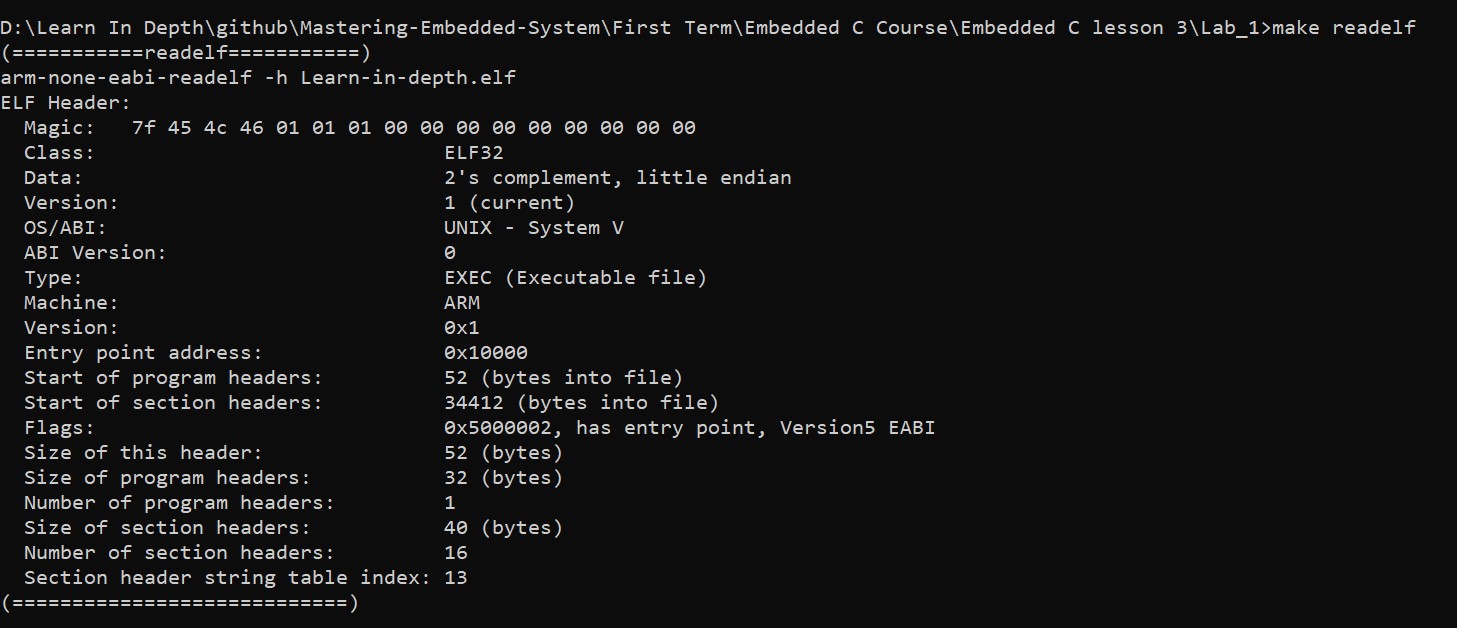 D:\Learn In Depth\github\Mastering-Embedded-System\First Term\Embedded C Course\Embedded C lesson 3\Lab_1>make readelf
(===========readelf===========)
arm-none-eabi-readelf -h Learn-in-depth.elf
ELF Header:
  Magic:   7f 45 4c 46 01 01 01 00 00 00 00 00 00 00 00 00
  Class:                             ELF32
  Data:                              2's complement, little endian
  Version:                           1 (current)
  OS/ABI:                            UNIX - System V
  ABI Version:                       0
  Type:                              EXEC (Executable file)
  Machine:                           ARM
  Version:                           0x1
  Entry point address:               0x10000
  Start of program headers:          52 (bytes into file)
  Start of section headers:          34412 (bytes into file)
  Flags:                             0x5000002, has entry point, Version5 EABI
  Size of this header:               52 (bytes)
  Size of program headers:           32 (bytes)
  Number of program headers:         1
  Size of section headers:           40 (bytes)
  Number of section headers:         16
  Section header string table index: 13
(============================)